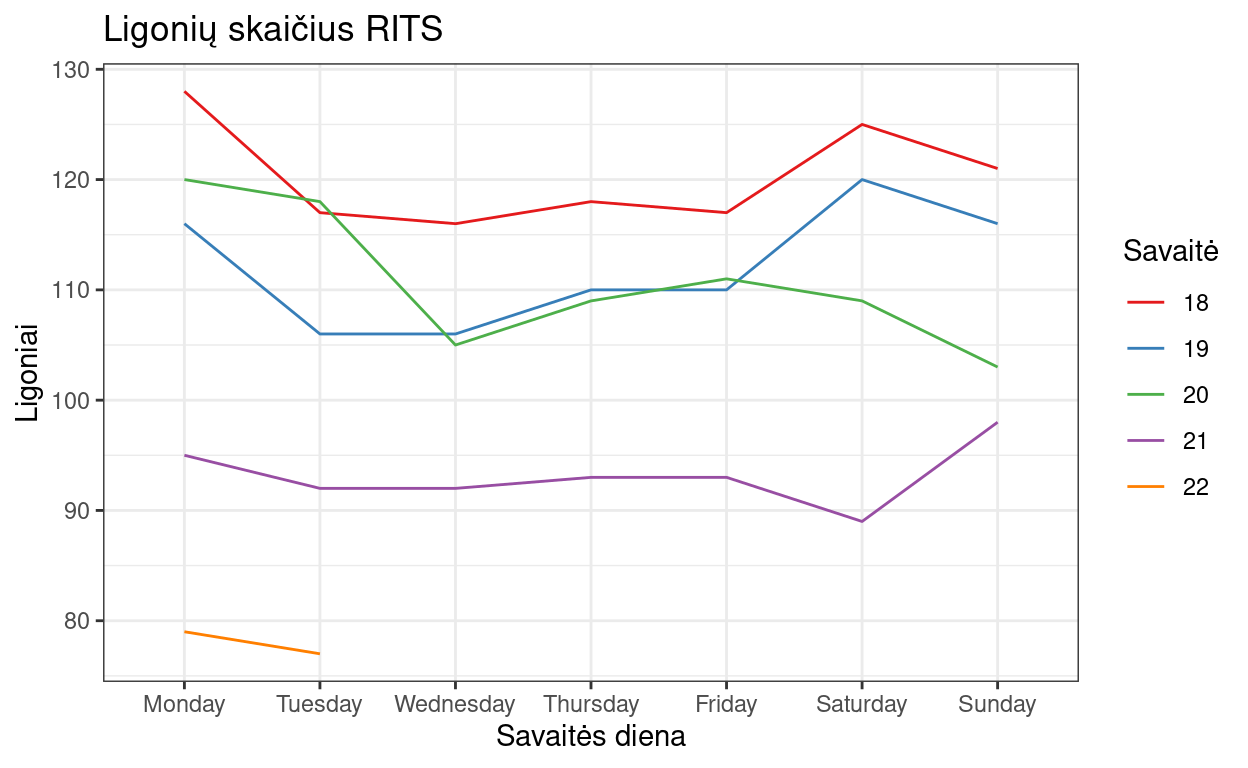 Ligonių skaičius RITS
130
120
110
100
90
80
Ligoniai
Monday Tuesday Wednesday Thursday Friday Saturday Sunday
Savaitės diena
Savaitė
18
19
20
21
22